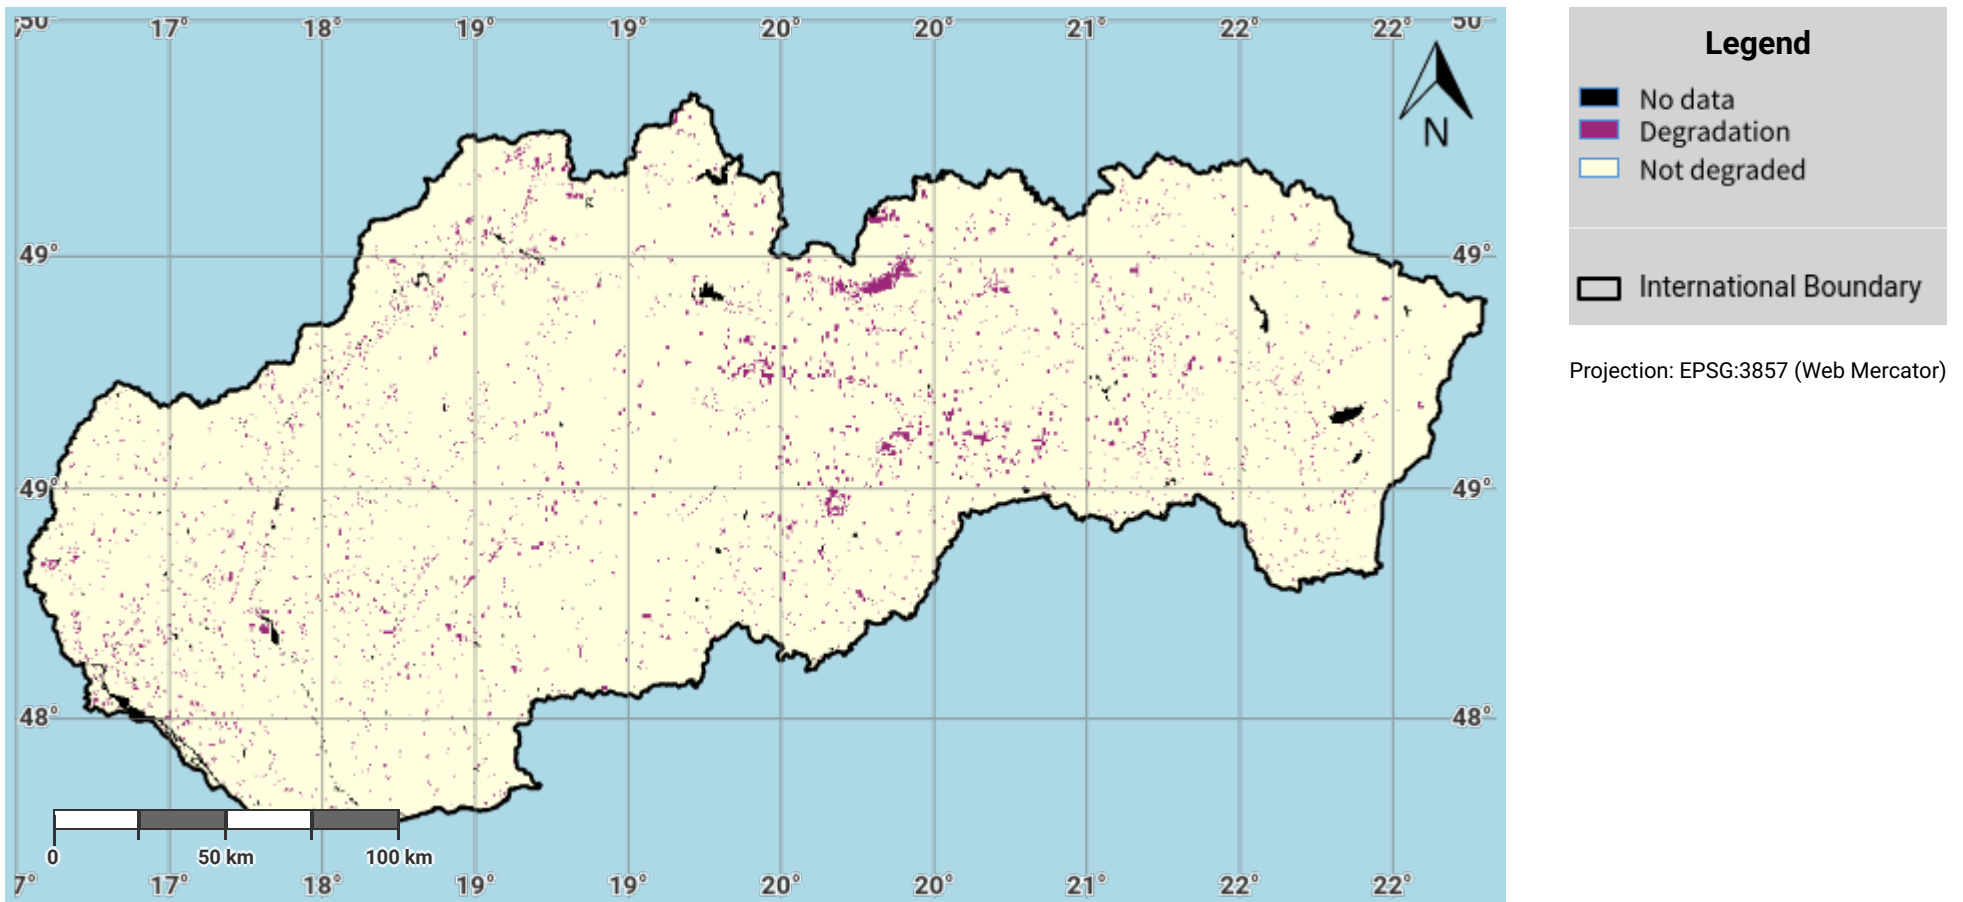 50° 17° 18° 19° 19° 20° 20° 21° 22° 22° 50°
N
49° 49°
49° 49°
48° 48°
0 50 km 100 km
7° 17° 18° 19° 19° 20° 20° 21° 22° 22°
Legend
No data
Degradation
Not degraded
International Boundary
Projection: EPSG:3857 (Web Mercator)